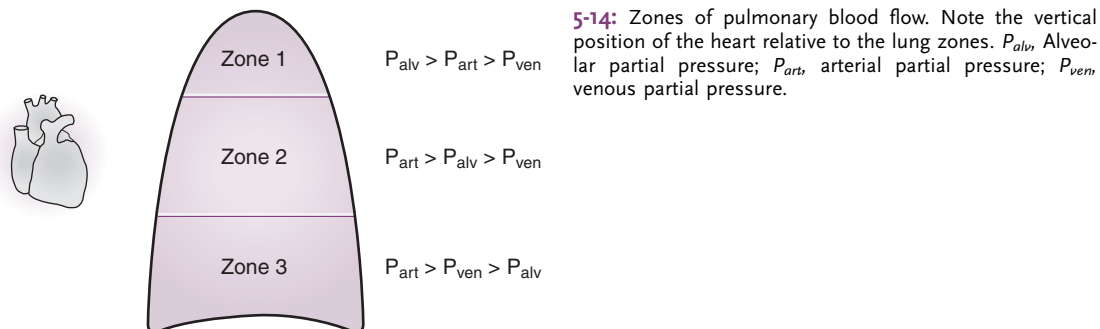 Zone 1
P_alv > P_art > P_ven
Zone 2
P_art > P_alv > P_ven
Zone 3
P_art > P_ven > P_alv
5-14: Zones of pulmonary blood flow. Note the vertical
position of the heart relative to the lung zones. P_alv, Alveo-
lar partial pressure; P_art, arterial partial pressure; P_ven,
venous partial pressure.